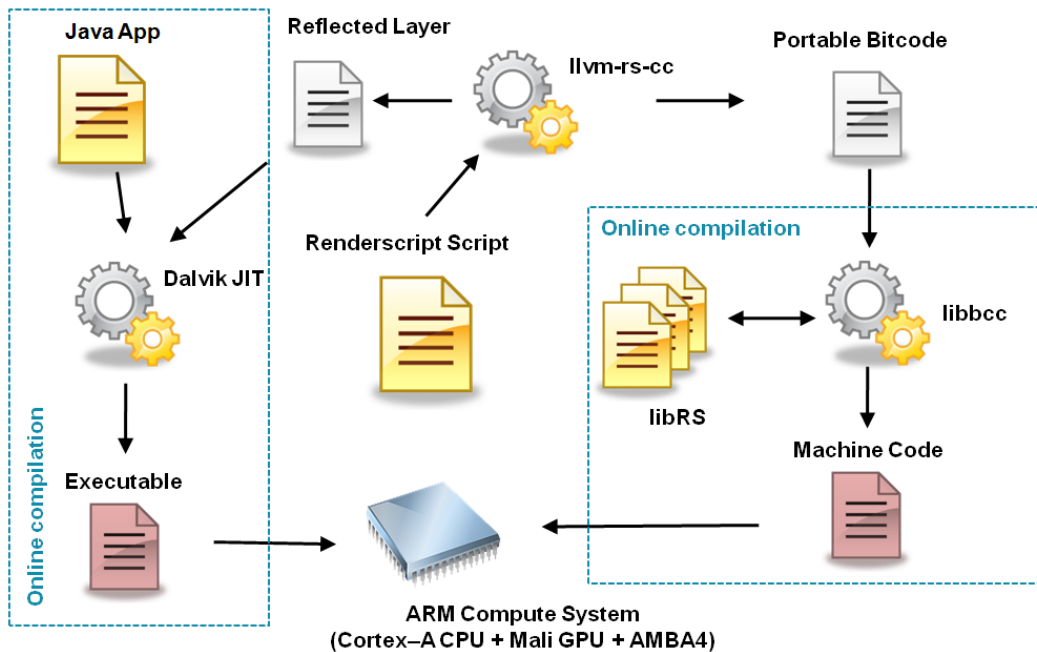 Java App
Reflected Layer
llvm-rs-cc
Portable Bitcode
Renderscript Script
Online compilation
Dalvik JIT
libbcc
libRS
Machine Code
Executable
Online compilation
ARM Compute System
(Cortex–A CPU + Mali GPU + AMBA4)